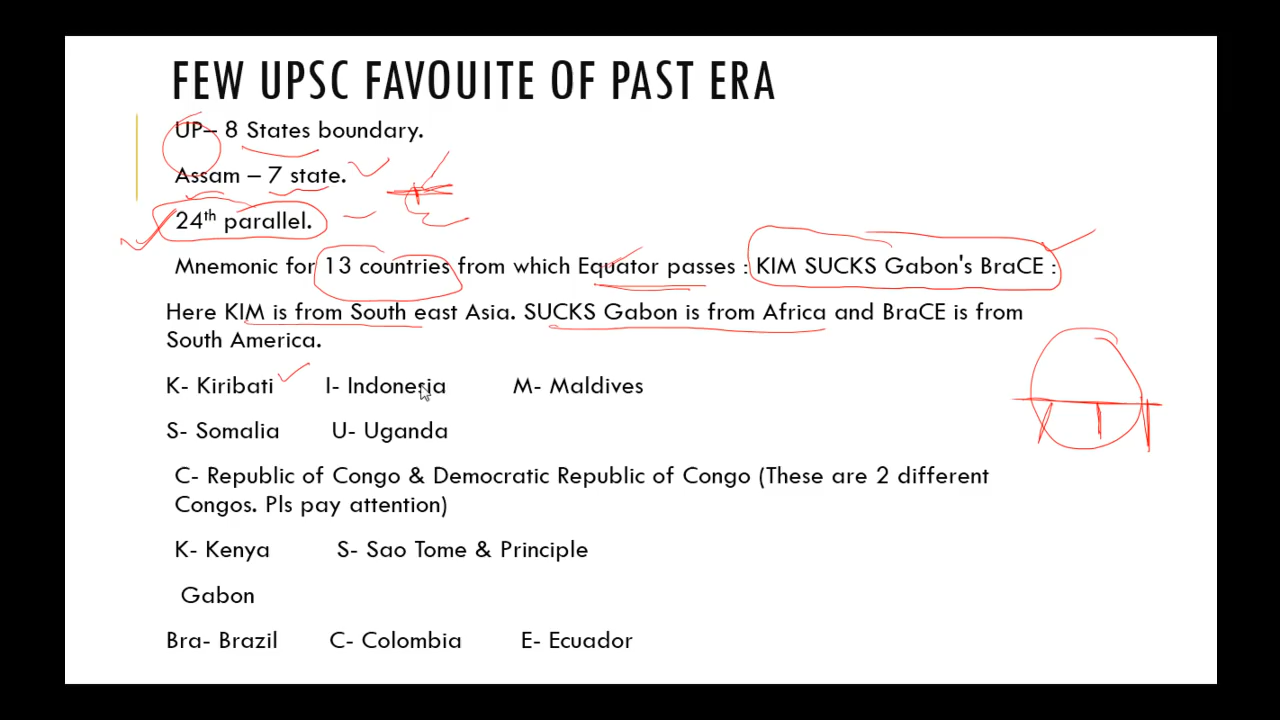 FEW UPSC FAVOUITE OF PAST ERA
UP– 8 States boundary.
Assam – 7 state.
24th parallel.
Mnemonic for 13 countries from which Equator passes : KIM SUCKS Gabon's BraCE :
Here KIM is from South east Asia. SUCKS Gabon is from Africa and BraCE is from
South America.
K- Kiribati I- Indonesia M- Maldives
S- Somalia U- Uganda
C- Republic of Congo & Democratic Republic of Congo (These are 2 different
Congos. Pls pay attention)
K- Kenya S- Sao Tome & Principle
Gabon
Bra- Brazil C- Colombia E- Ecuador